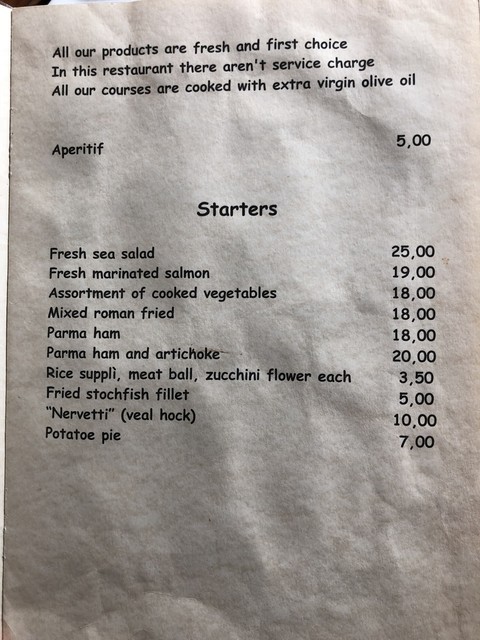 All our products are fresh and first choice
In this restaurant there aren't service charge
All our courses are cooked with extra virgin olive oil
Aperitif 5,00
Starters
Fresh sea salad 25,00
Fresh marinated salmon 19,00
Assortment of cooked vegetables 18,00
Mixed roman fried 18,00
Parma ham 18,00
Parma ham and artichoke 20,00
Rice supplì, meat ball, zucchini flower each 3,50
Fried stochfish fillet 5,00
“Nervetti” (veal hock) 10,00
Potatoe pie 7,00